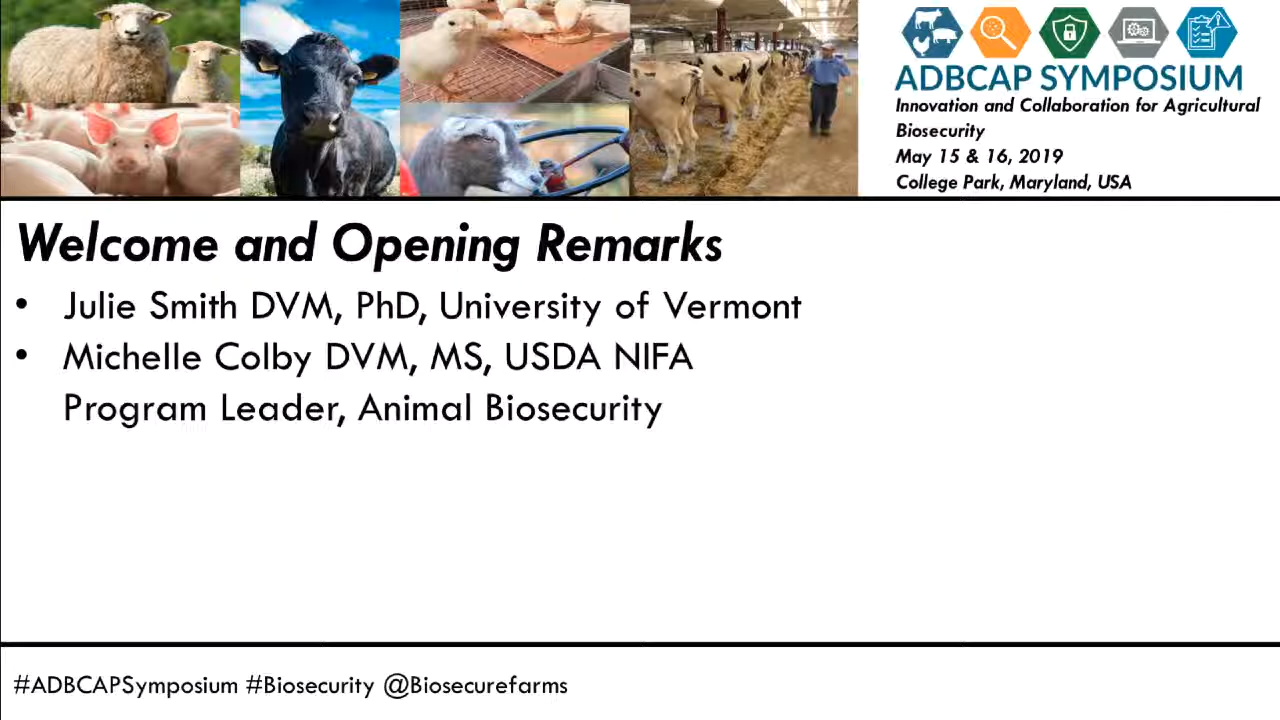 ADBCAP SYMPOSIUM
Innovation and Collaboration for Agricultural
Biosecurity
May 15 & 16, 2019
College Park, Maryland, USA
Welcome and Opening Remarks
• Julie Smith DVM, PhD, University of Vermont
• Michelle Colby DVM, MS, USDA NIFA
Program Leader, Animal Biosecurity
#ADBCAPSymposium #Biosecurity @Biosecurefarms